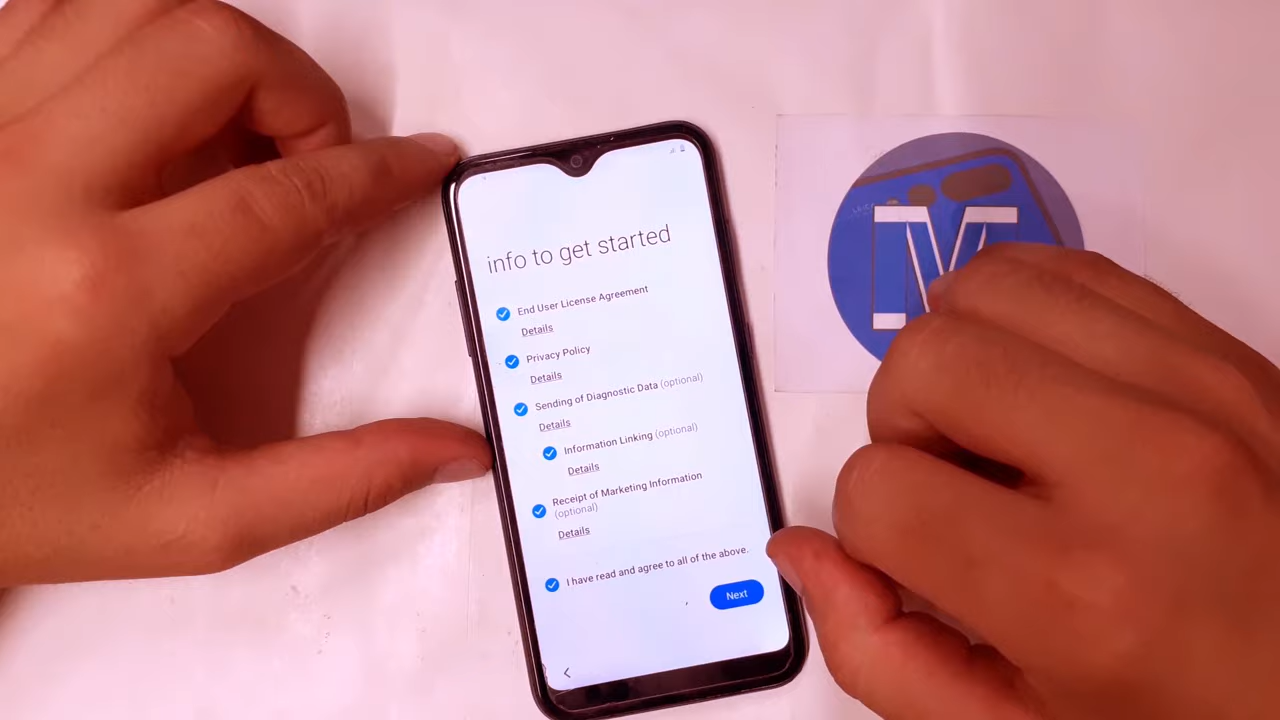 info to get started
End User License Agreement
Details
Privacy Policy
Details
Sending of Diagnostic Data (optional)
Details
Information Linking (optional)
Details
Receipt of Marketing Information
(optional)
Details
I have read and agree to all of the above.
Next
M